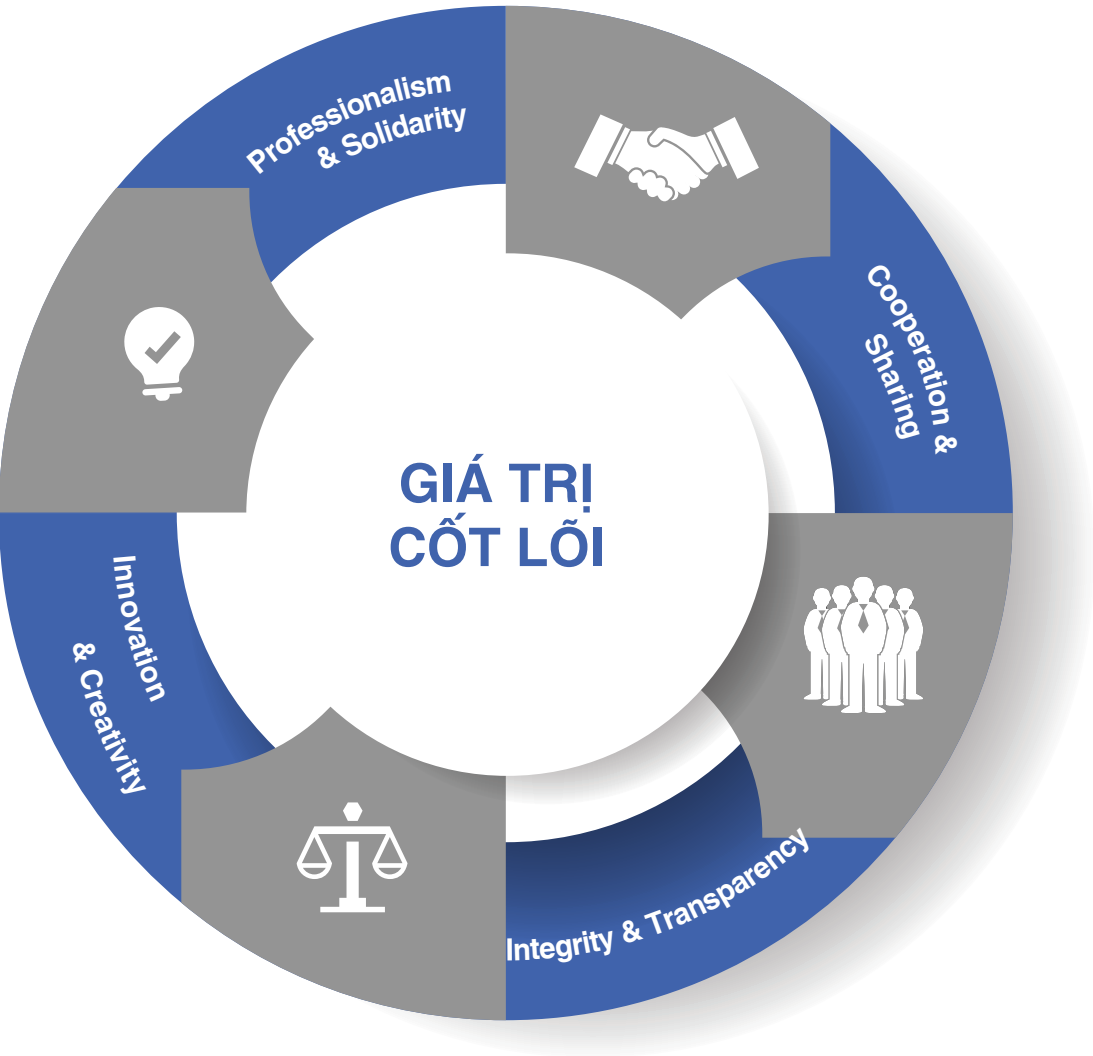 Professionalism
& Solidarity
Cooperation &
Sharing
GIÁ TRỊ
CỐT LÕI
Innovation
& Creativity
Integrity & Transparency